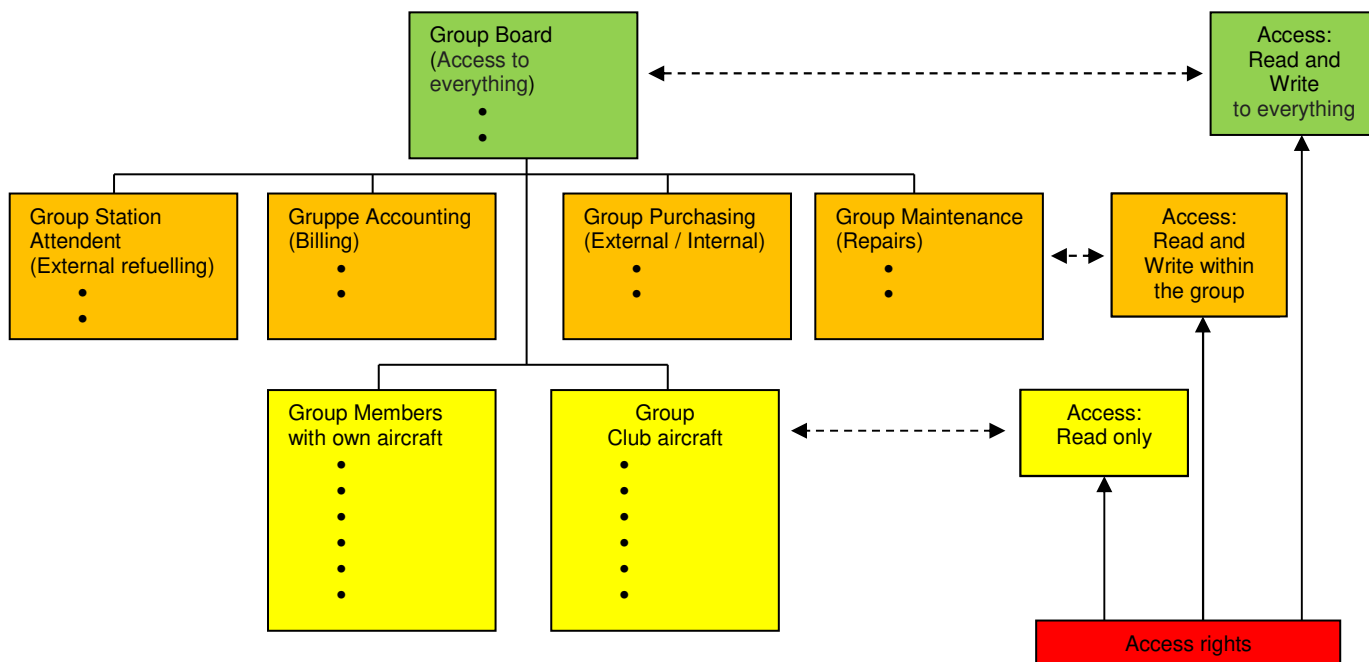 Group Board
(Access to
everything)
•
•
Access:
Read and
Write
to everything
Group Station
Attendent
(External refuelling)
•
•
Gruppe Accounting
(Billing)
•
•
Group Purchasing
(External / Internal)
•
•
Group Maintenance
(Repairs)
•
•
Access:
Read and
Write within
the group
Group Members
with own aircraft
•
•
•
•
•
•
Group
Club aircraft
•
•
•
•
•
•
Access:
Read only
Access rights